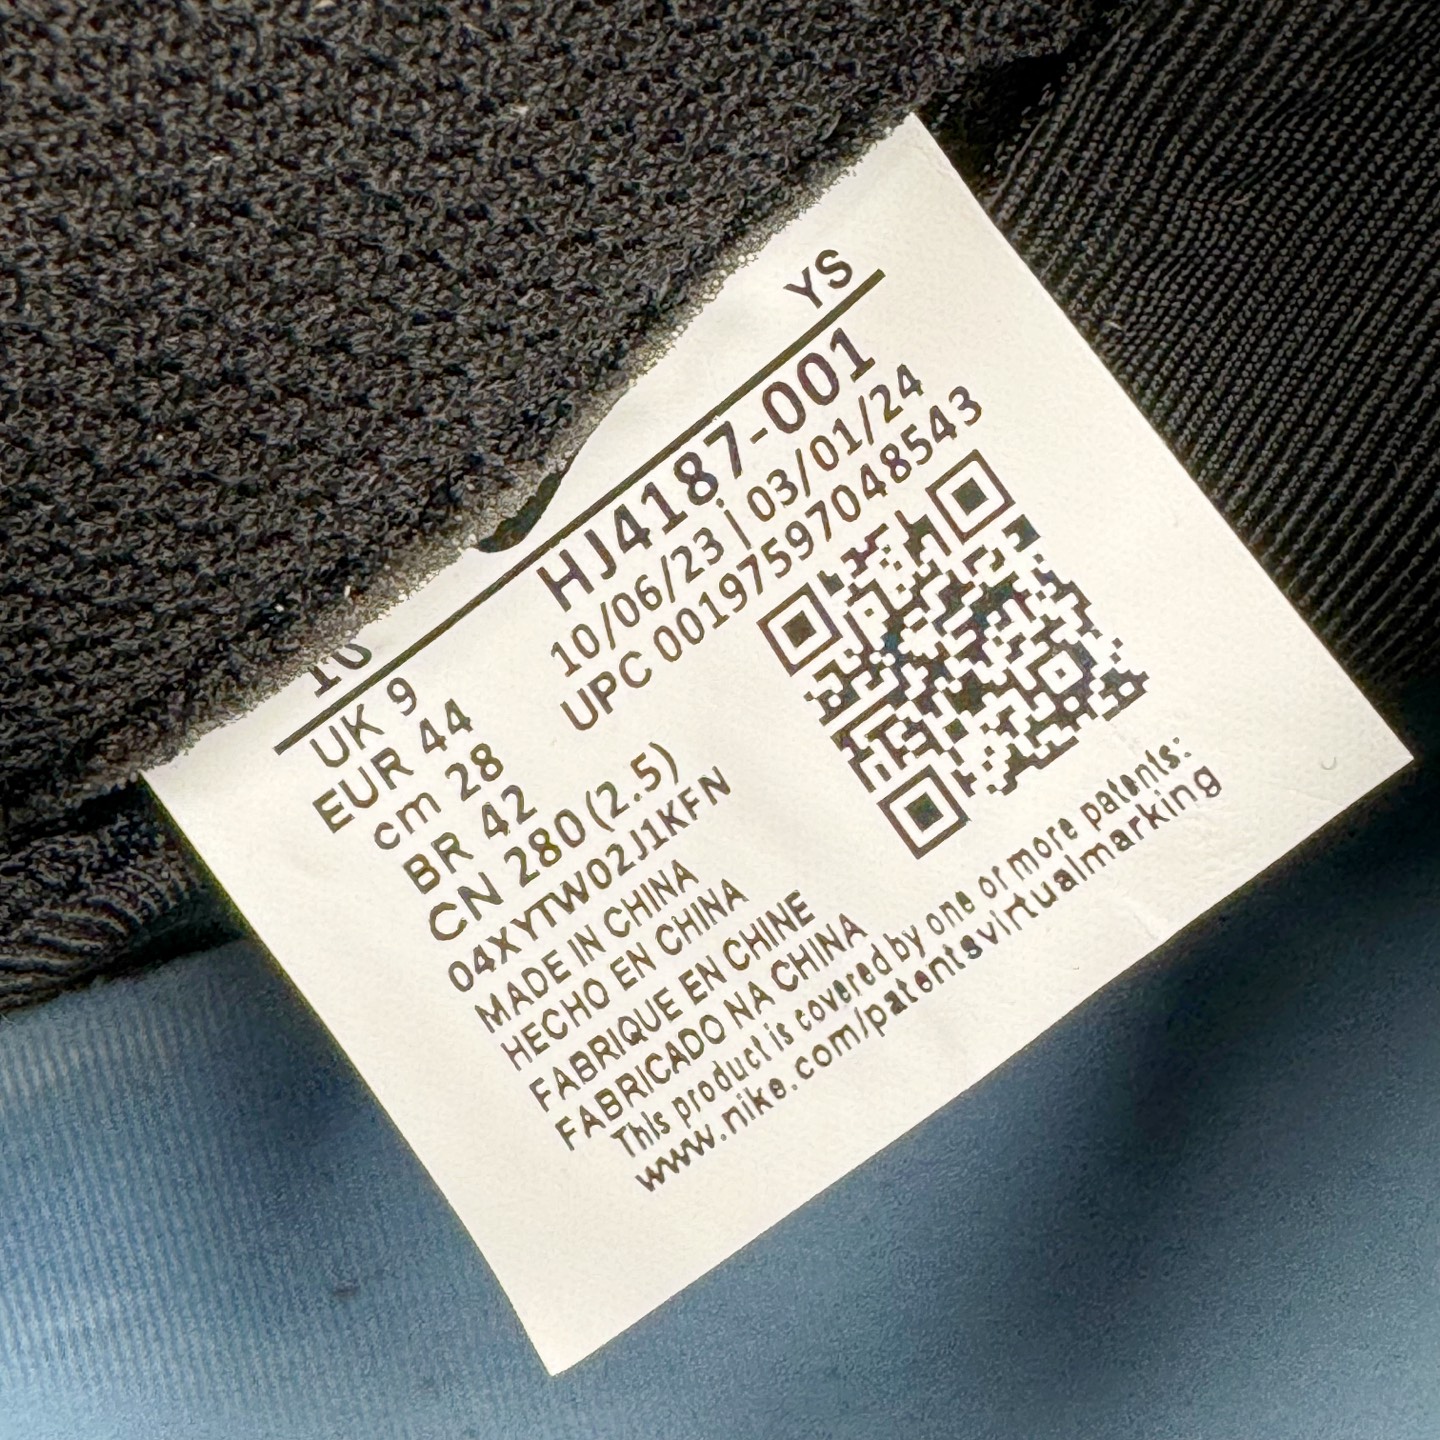 YS
10
HJ4187-001
10/06/23 | 03/01/24
UPC 00197597048543
UK 9
EUR 44
cm 28
BR 42
CN 280(2.5)
04XYTW02J1KFN
MADE IN CHINA
HECHO EN CHINA
FABRIQUE EN CHINE
FABRICADO NA CHINA
This product is covered by one or more patents:
www.nike.com/patentsvirtualmarking